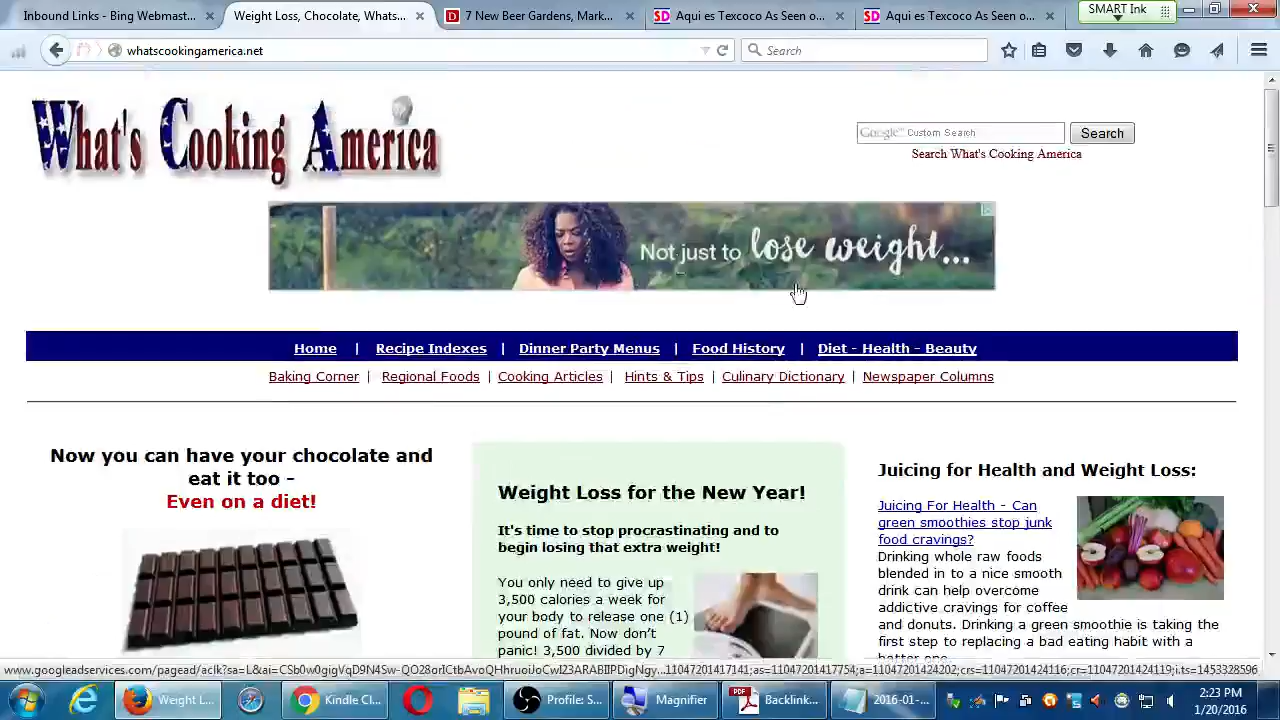 Inbound Links - Bing Webmast...
Weight Loss, Chocolate, Whats...
7 New Beer Gardens, Mark...
Aqui es Texcoco As Seen o...
Aqui es Texcoco As Seen o...
SMART Ink
whatscookingamerica.net
Search
What's Cooking America
Google™ Custom Search
Search
Search What's Cooking America
Not just to lose weight...
Home | Recipe Indexes | Dinner Party Menus | Food History | Diet - Health - Beauty
Baking Corner | Regional Foods | Cooking Articles | Hints & Tips | Culinary Dictionary | Newspaper Columns
Now you can have your chocolate and
eat it too -
Even on a diet!
Weight Loss for the New Year!
It's time to stop procrastinating and to
begin losing that extra weight!
You only need to give up
3,500 calories a week for
your body to release one (1)
pound of fat. Now don't
panic! 3,500 divided by 7
Juicing for Health and Weight Loss:
Juicing For Health - Can
green smoothies stop junk
food cravings?
Drinking whole raw foods
blended in to a nice smooth
drink can help overcome
addictive cravings for coffee
and donuts. Drinking a green smoothie is taking the
first step to replacing a bad eating habit with a
better one.
Weight L...
Kindle Cl...
Profile: S...
Magnifier
Backlink...
2016-01-...
2:23 PM
1/20/2016